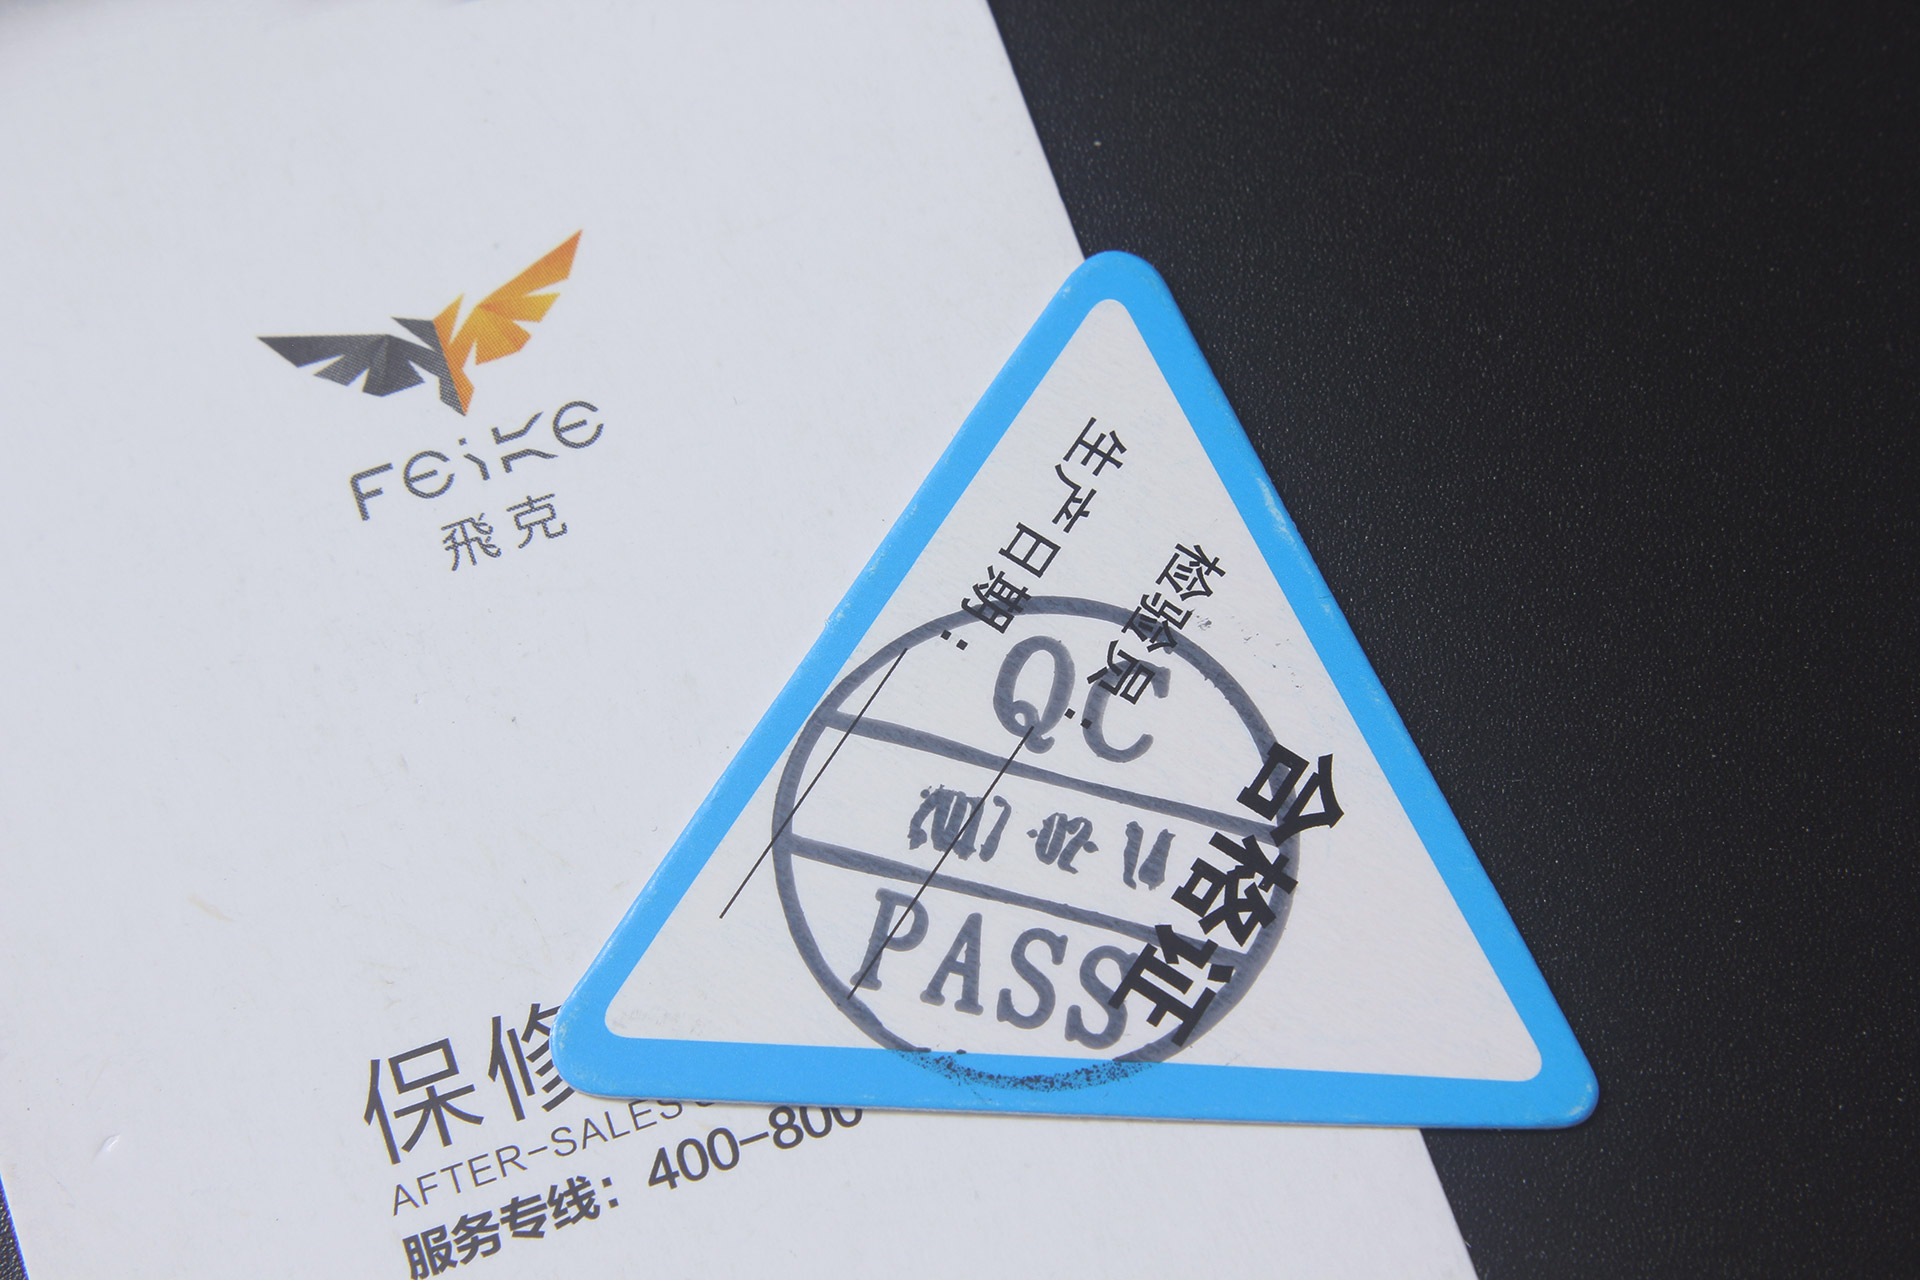 FEiKE
飛克
合格证
检验员：
生产日期：
QC
PASS
保修
AFTER-SALES
服务专线：400-800